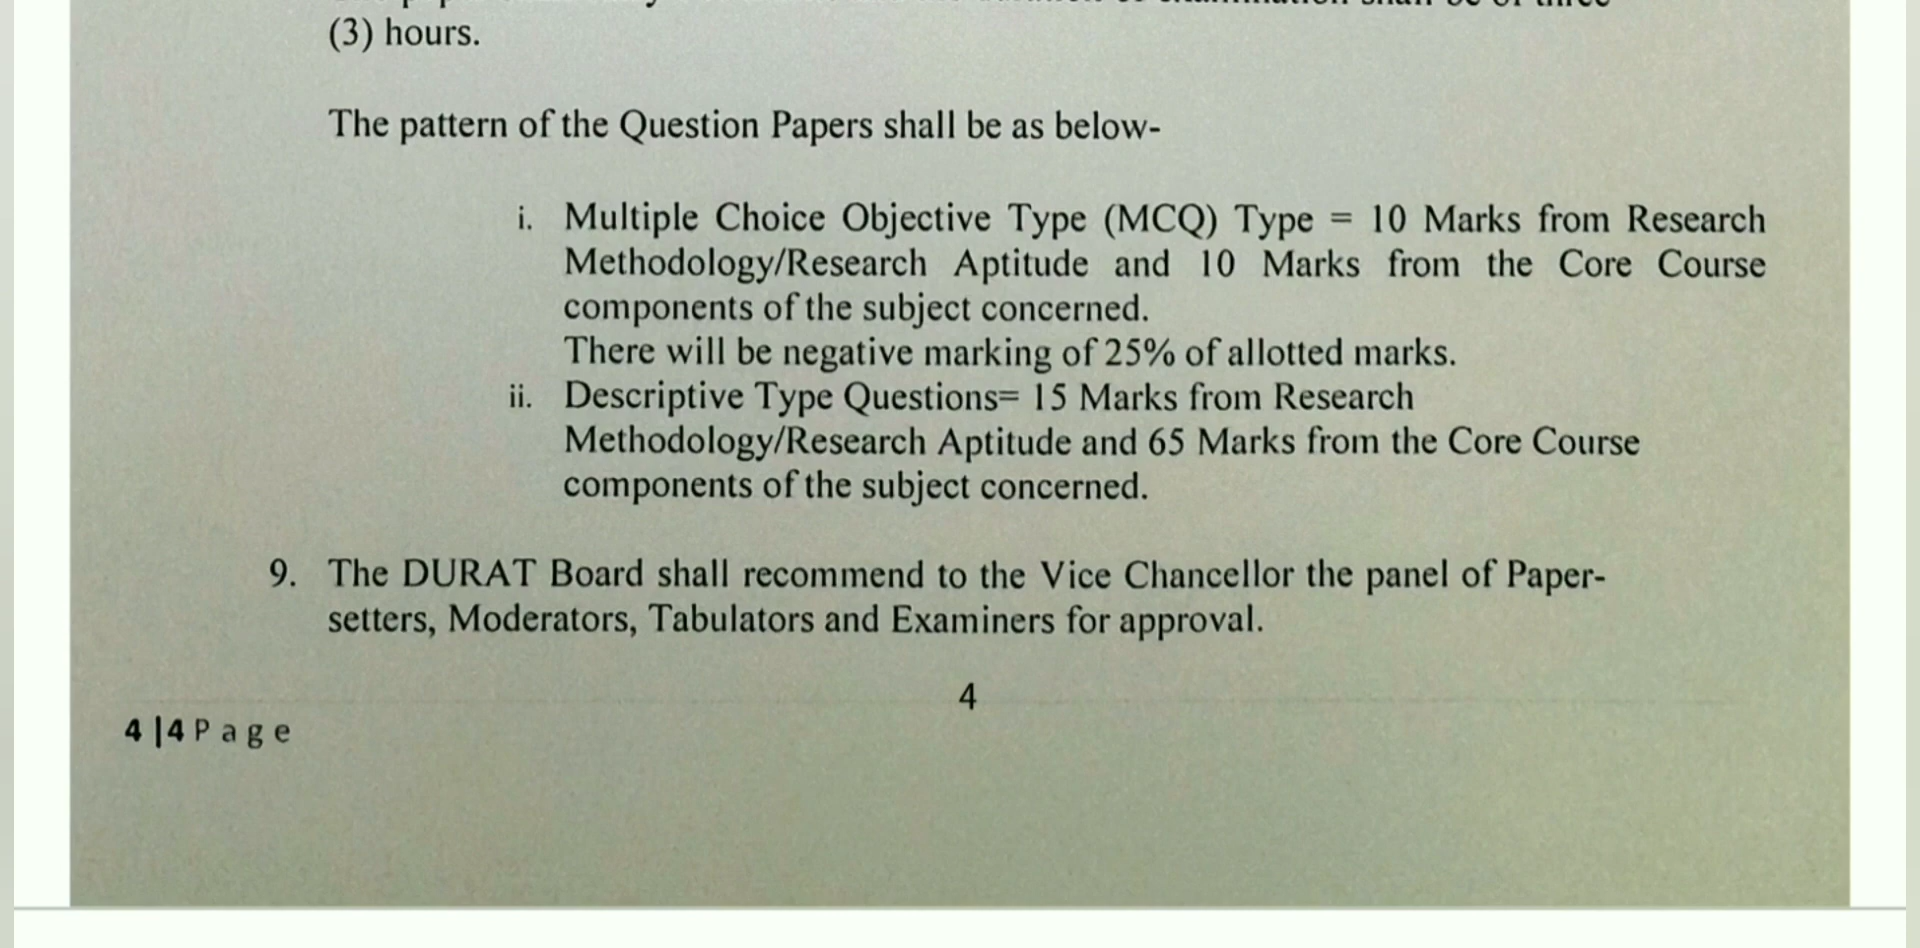 (3) hours.
The pattern of the Question Papers shall be as below-
i. Multiple Choice Objective Type (MCQ) Type = 10 Marks from Research
Methodology/Research Aptitude and 10 Marks from the Core Course
components of the subject concerned.
There will be negative marking of 25% of allotted marks.
ii. Descriptive Type Questions= 15 Marks from Research
Methodology/Research Aptitude and 65 Marks from the Core Course
components of the subject concerned.
9. The DURAT Board shall recommend to the Vice Chancellor the panel of Paper-
setters, Moderators, Tabulators and Examiners for approval.
4
4 |4 P a g e